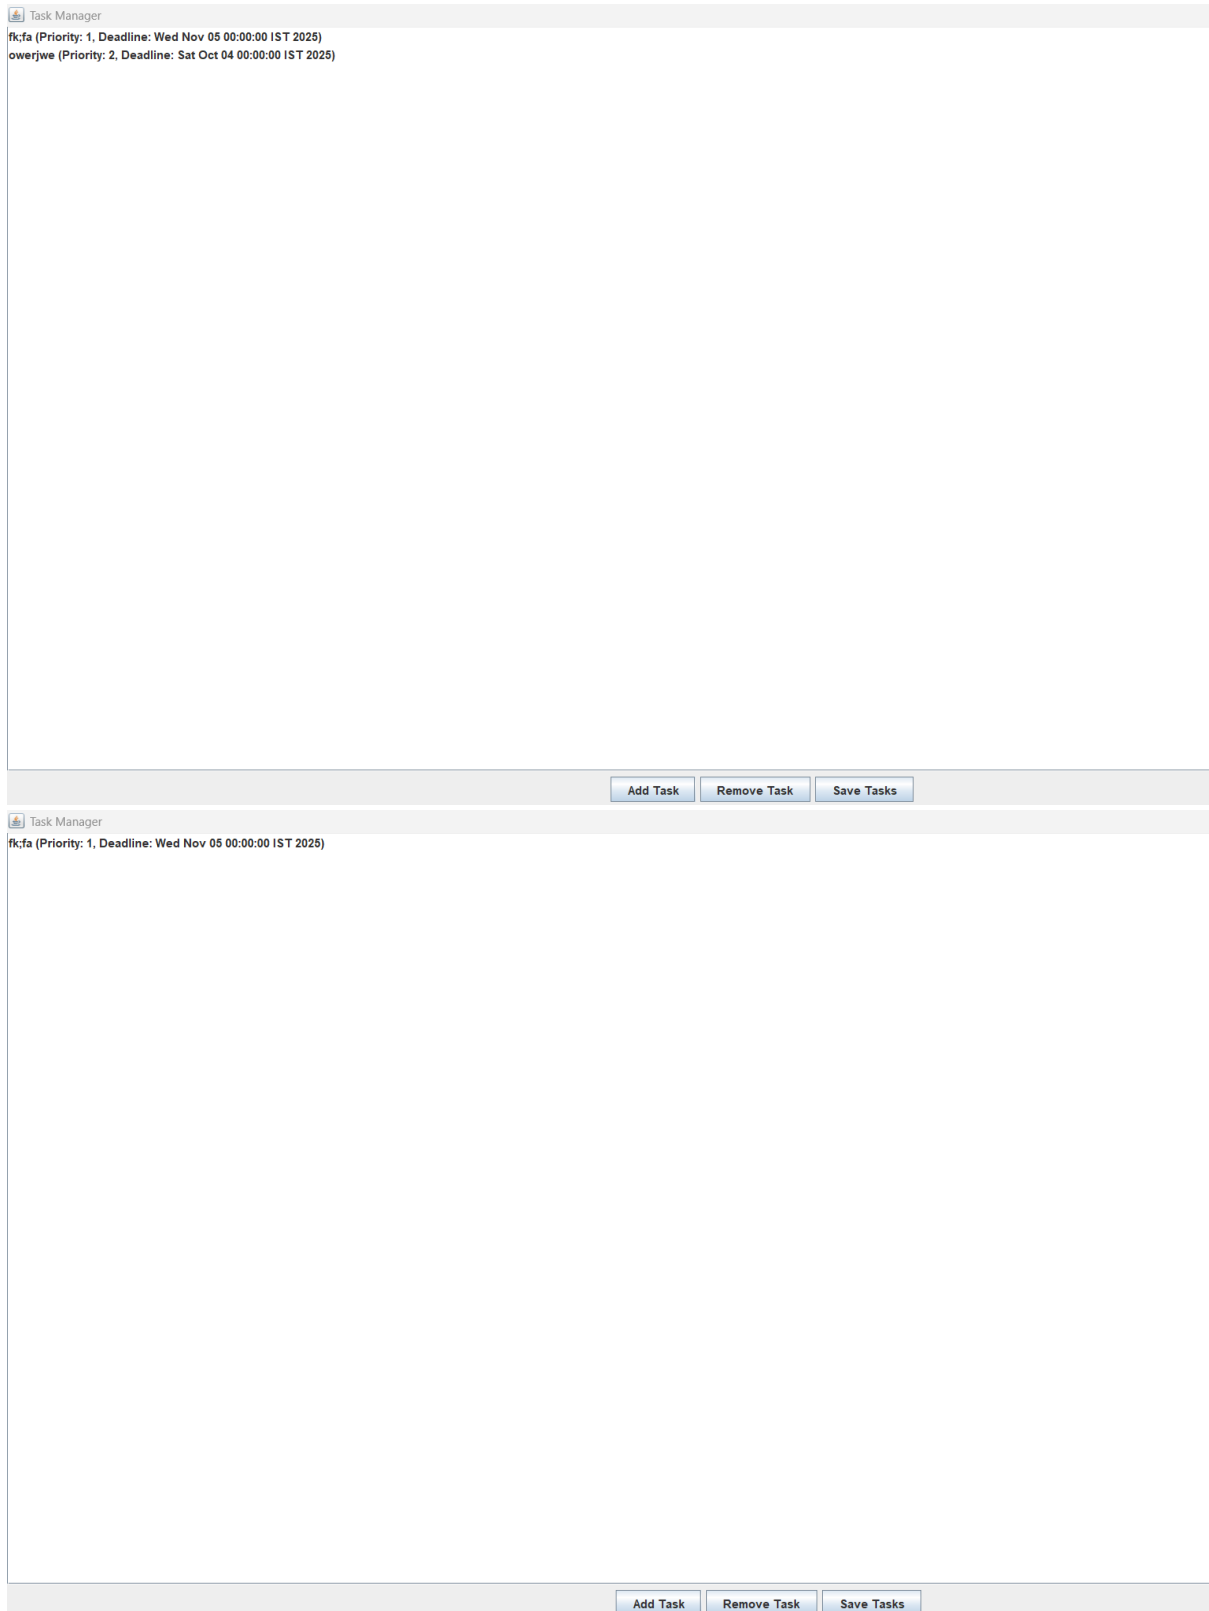 Task Manager
fk;fa (Priority: 1, Deadline: Wed Nov 05 00:00:00 IST 2025)
owerjwe (Priority: 2, Deadline: Sat Oct 04 00:00:00 IST 2025)
Add Task Remove Task Save Tasks
Task Manager
fk;fa (Priority: 1, Deadline: Wed Nov 05 00:00:00 IST 2025)
Add Task Remove Task Save Tasks